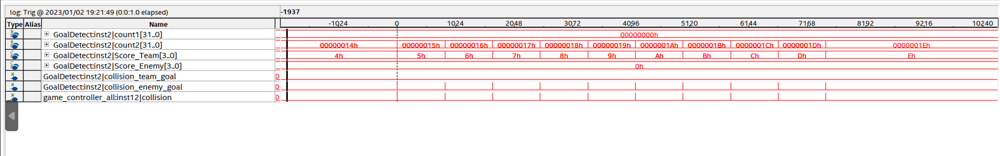 log: Trig @ 2023/01/02 19:21:49 (0:0:1.0 elapsed) -1937
Type Alias Name -1024 0 1024 2048 3072 4096 5120 6144 7168 8192 9216 10240
GoalDetect:inst2|count1[31..0] 00000000h
GoalDetect:inst2|count2[31..0] 00000014h 00000015h 00000016h 00000017h 00000018h 00000019h 0000001Ah 0000001Bh 0000001Ch 0000001Dh 0000001Eh
GoalDetect:inst2|Score_Team[3..0] 4h 5h 6h 7h 8h 9h Ah Bh Ch Dh Eh
GoalDetect:inst2|Score_Enemy[3..0] 0h
GoalDetect:inst2|collision_team_goal 0
GoalDetect:inst2|collision_enemy_goal 0
game_controller_all:inst12|collision 0